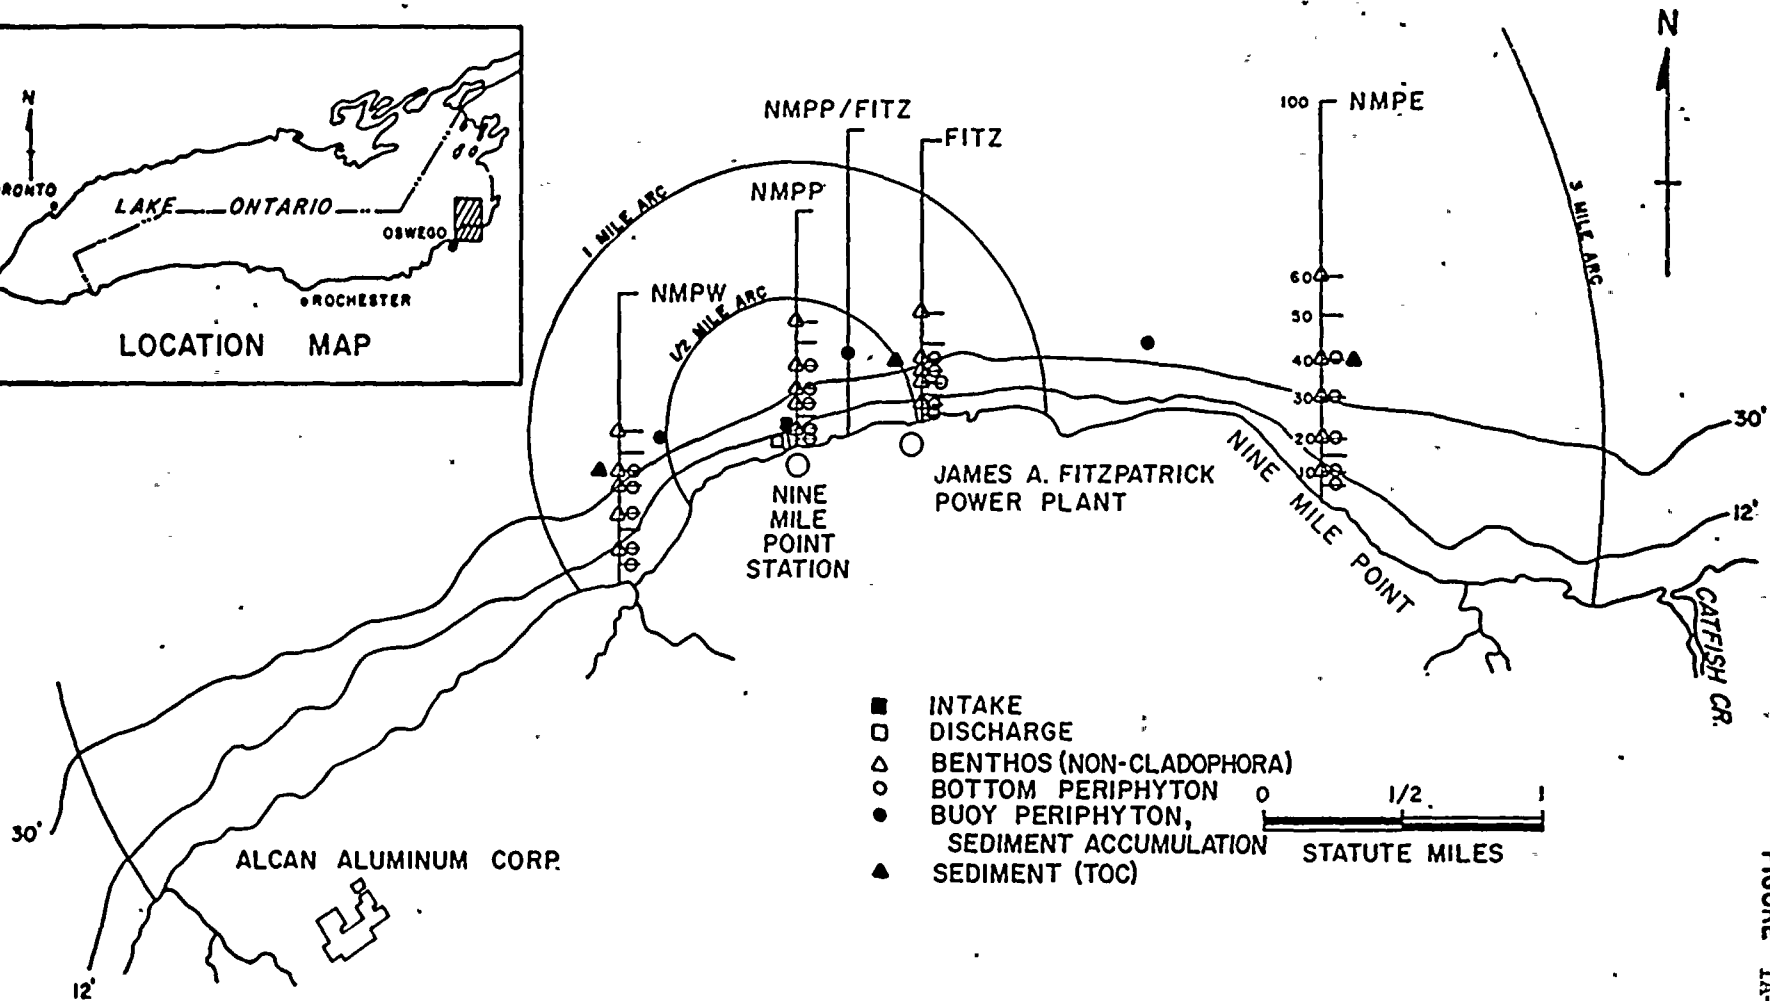 N
LAKE ONTARIO
OSWEGO
ROCHESTER
LOCATION MAP
NMPP/FITZ
FITZ
NMPP
NMPW
1 MILE ARC
1/2 MILE ARC
100 NMPE
60
50
40
30
20
10
3 MILE ARC
N
30'
12'
NINE MILE POINT
CATFISH CR.
NINE
MILE
POINT
STATION
JAMES A. FITZPATRICK
POWER PLANT
INTAKE
DISCHARGE
BENTHOS (NON-CLADOPHORA)
BOTTOM PERIPHYTON
BUOY PERIPHYTON,
SEDIMENT ACCUMULATION
SEDIMENT (TOC)
0 1/2 1
STATUTE MILES
30'
ALCAN ALUMINUM CORP.
12'